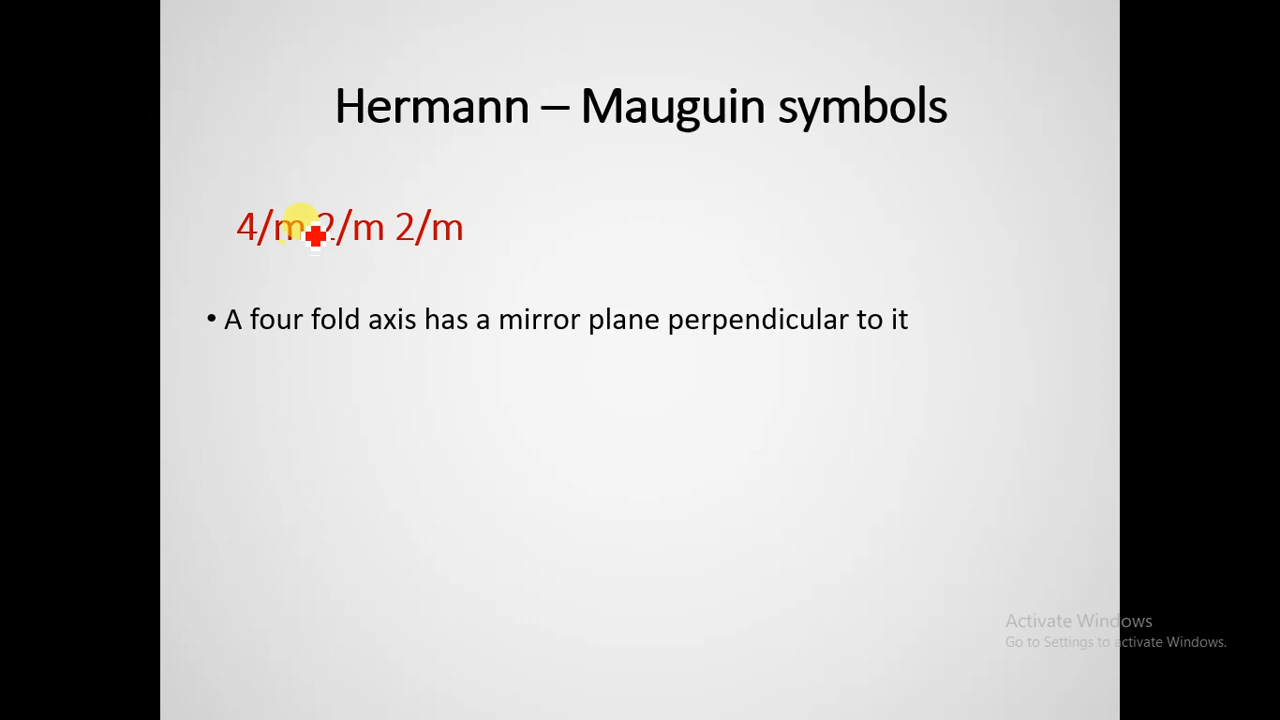 Hermann – Mauguin symbols
4/m 2/m 2/m
• A four fold axis has a mirror plane perpendicular to it
Activate Windows
Go to Settings to activate Windows.